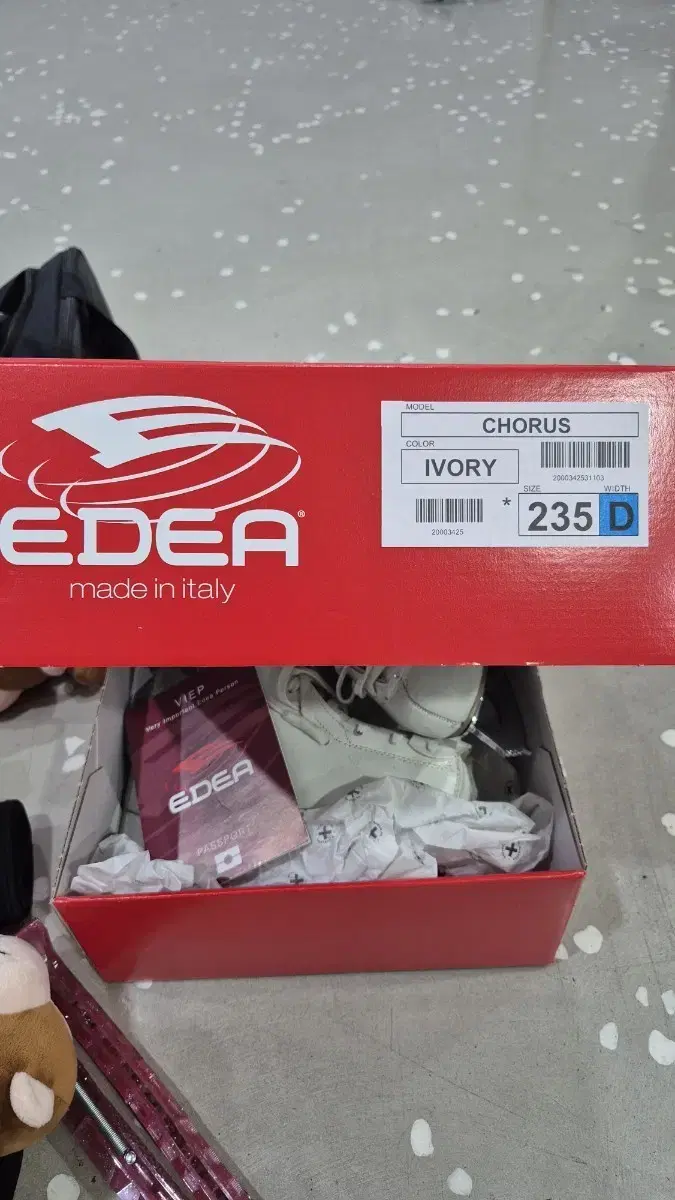 MODEL
CHORUS
COLOR
IVORY
2000342531103
SIZE
WIDTH
*
235
D
20003425
EDEA®
made in italy
VIEP
Very Important Edea Person
EDEA
PASSPORT